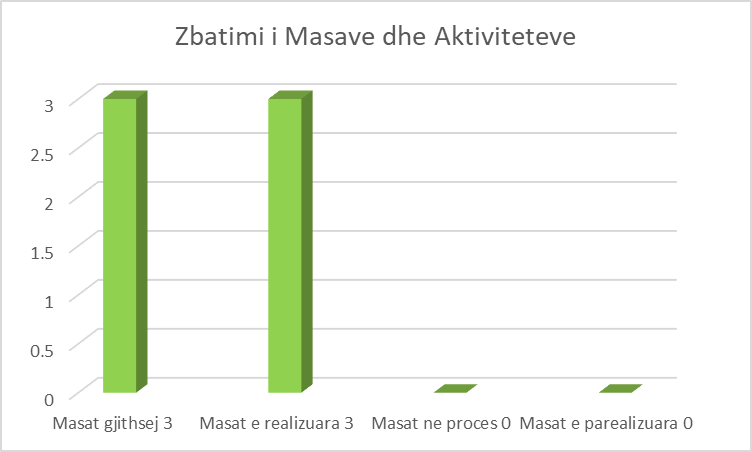 Zbatimi i Masave dhe Aktiviteteve
3
2.5
2
1.5
1
0.5
0
Masat gjithsej 3
Masat e realizuara 3
Masat ne proces 0
Masat e parealizuara 0